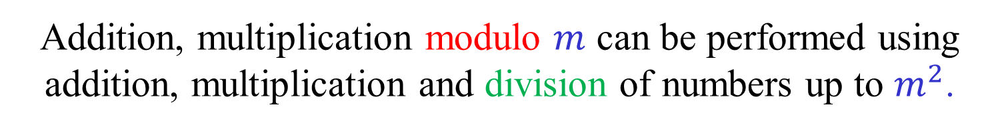 Addition, multiplication modulo 𝑚 can be performed using
addition, multiplication and division of numbers up to 𝑚².